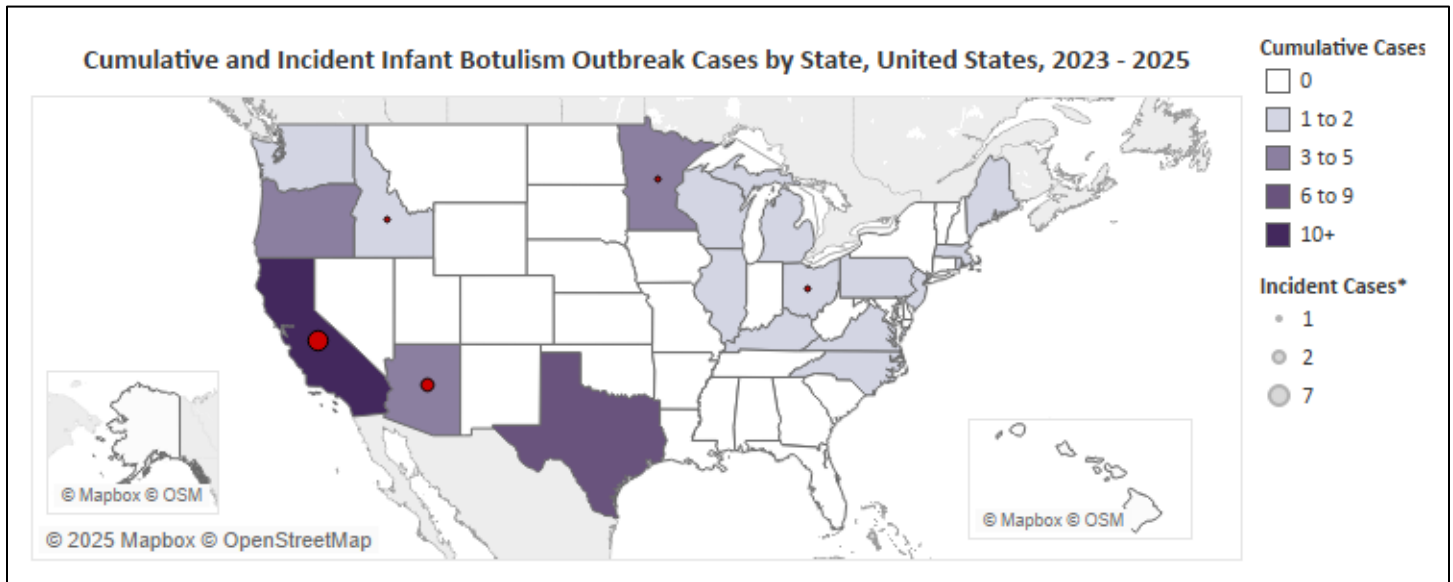 Cumulative and Incident Infant Botulism Outbreak Cases by State, United States, 2023 - 2025
Cumulative Cases
0
1 to 2
3 to 5
6 to 9
10+
Incident Cases*
1
2
7
© Mapbox © OSM
© Mapbox © OSM
© 2025 Mapbox © OpenStreetMap